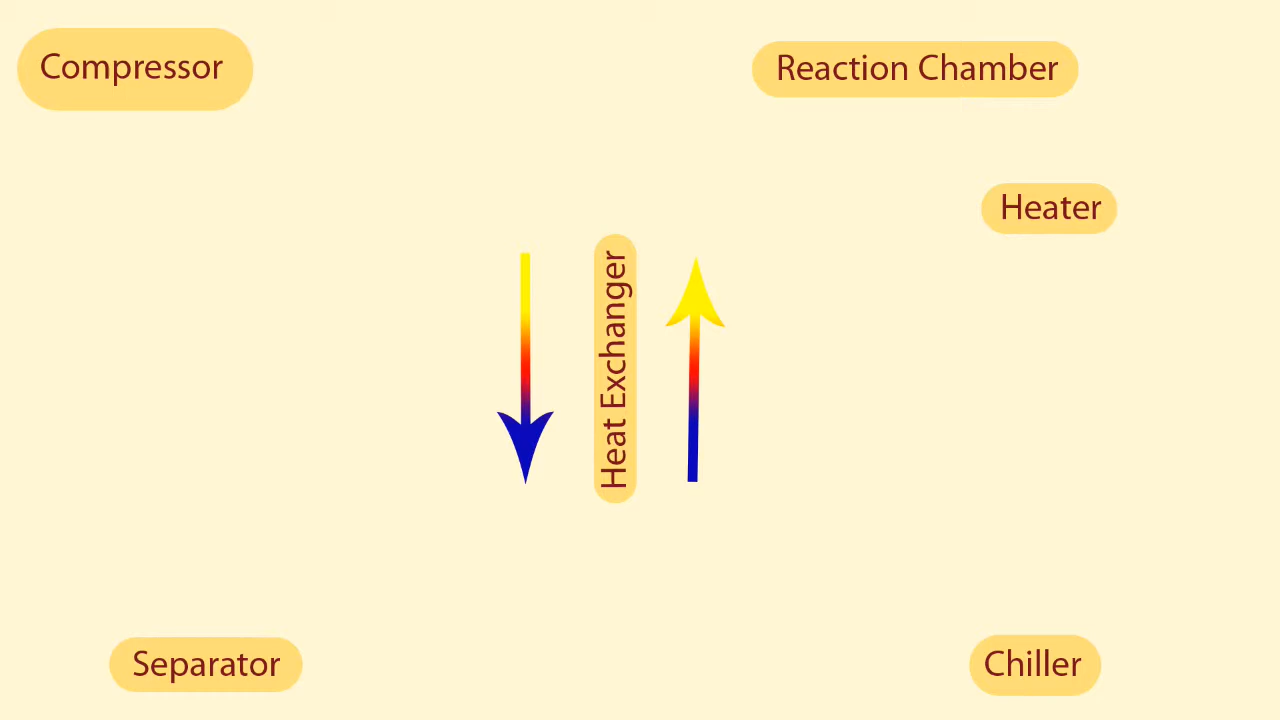 Compressor
Reaction Chamber
Heater
Heat Exchanger
Separator
Chiller